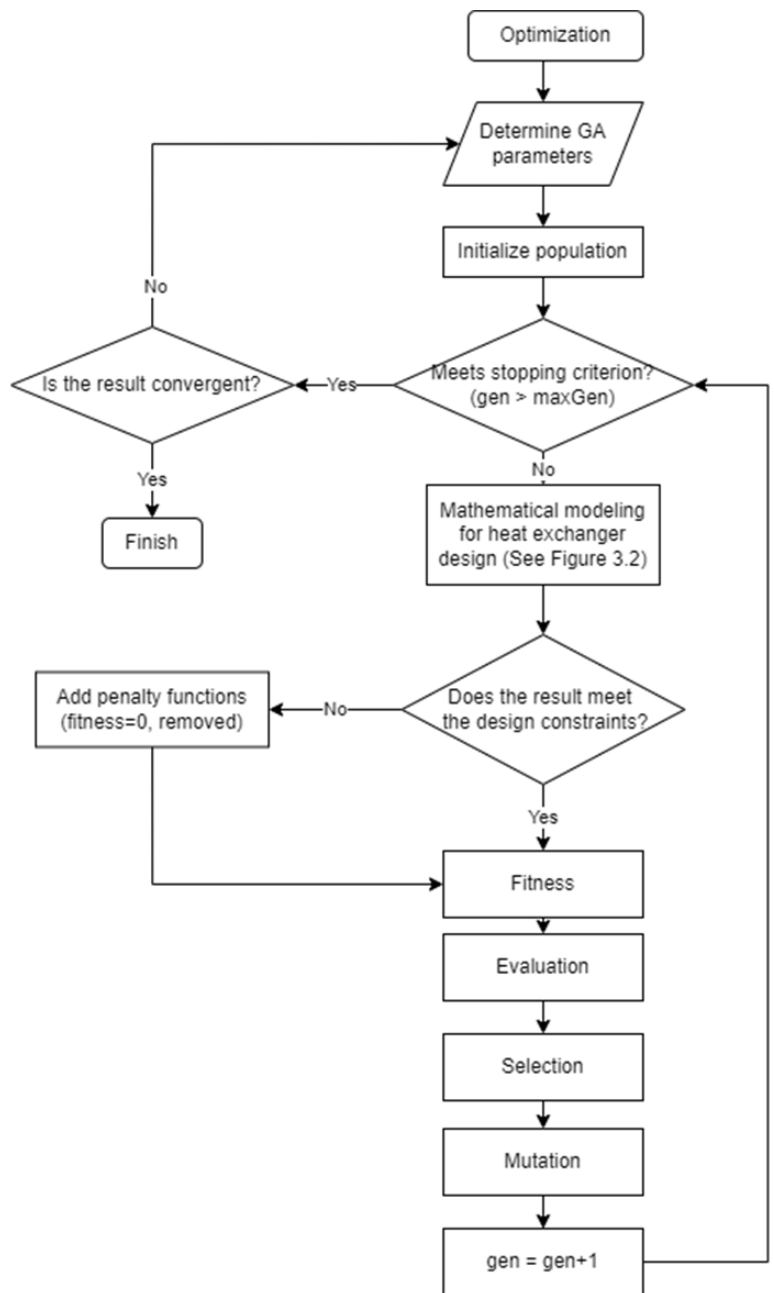 Optimization
Determine GA
parameters
Initialize population
No
Is the result convergent?
Yes
Meets stopping criterion?
(gen > maxGen)
No
Yes
Finish
Mathematical modeling
for heat exchanger
design (See Figure 3.2)
Add penalty functions
(fitness=0, removed)
No
Does the result meet
the design constraints?
Yes
Fitness
Evaluation
Selection
Mutation
gen = gen+1